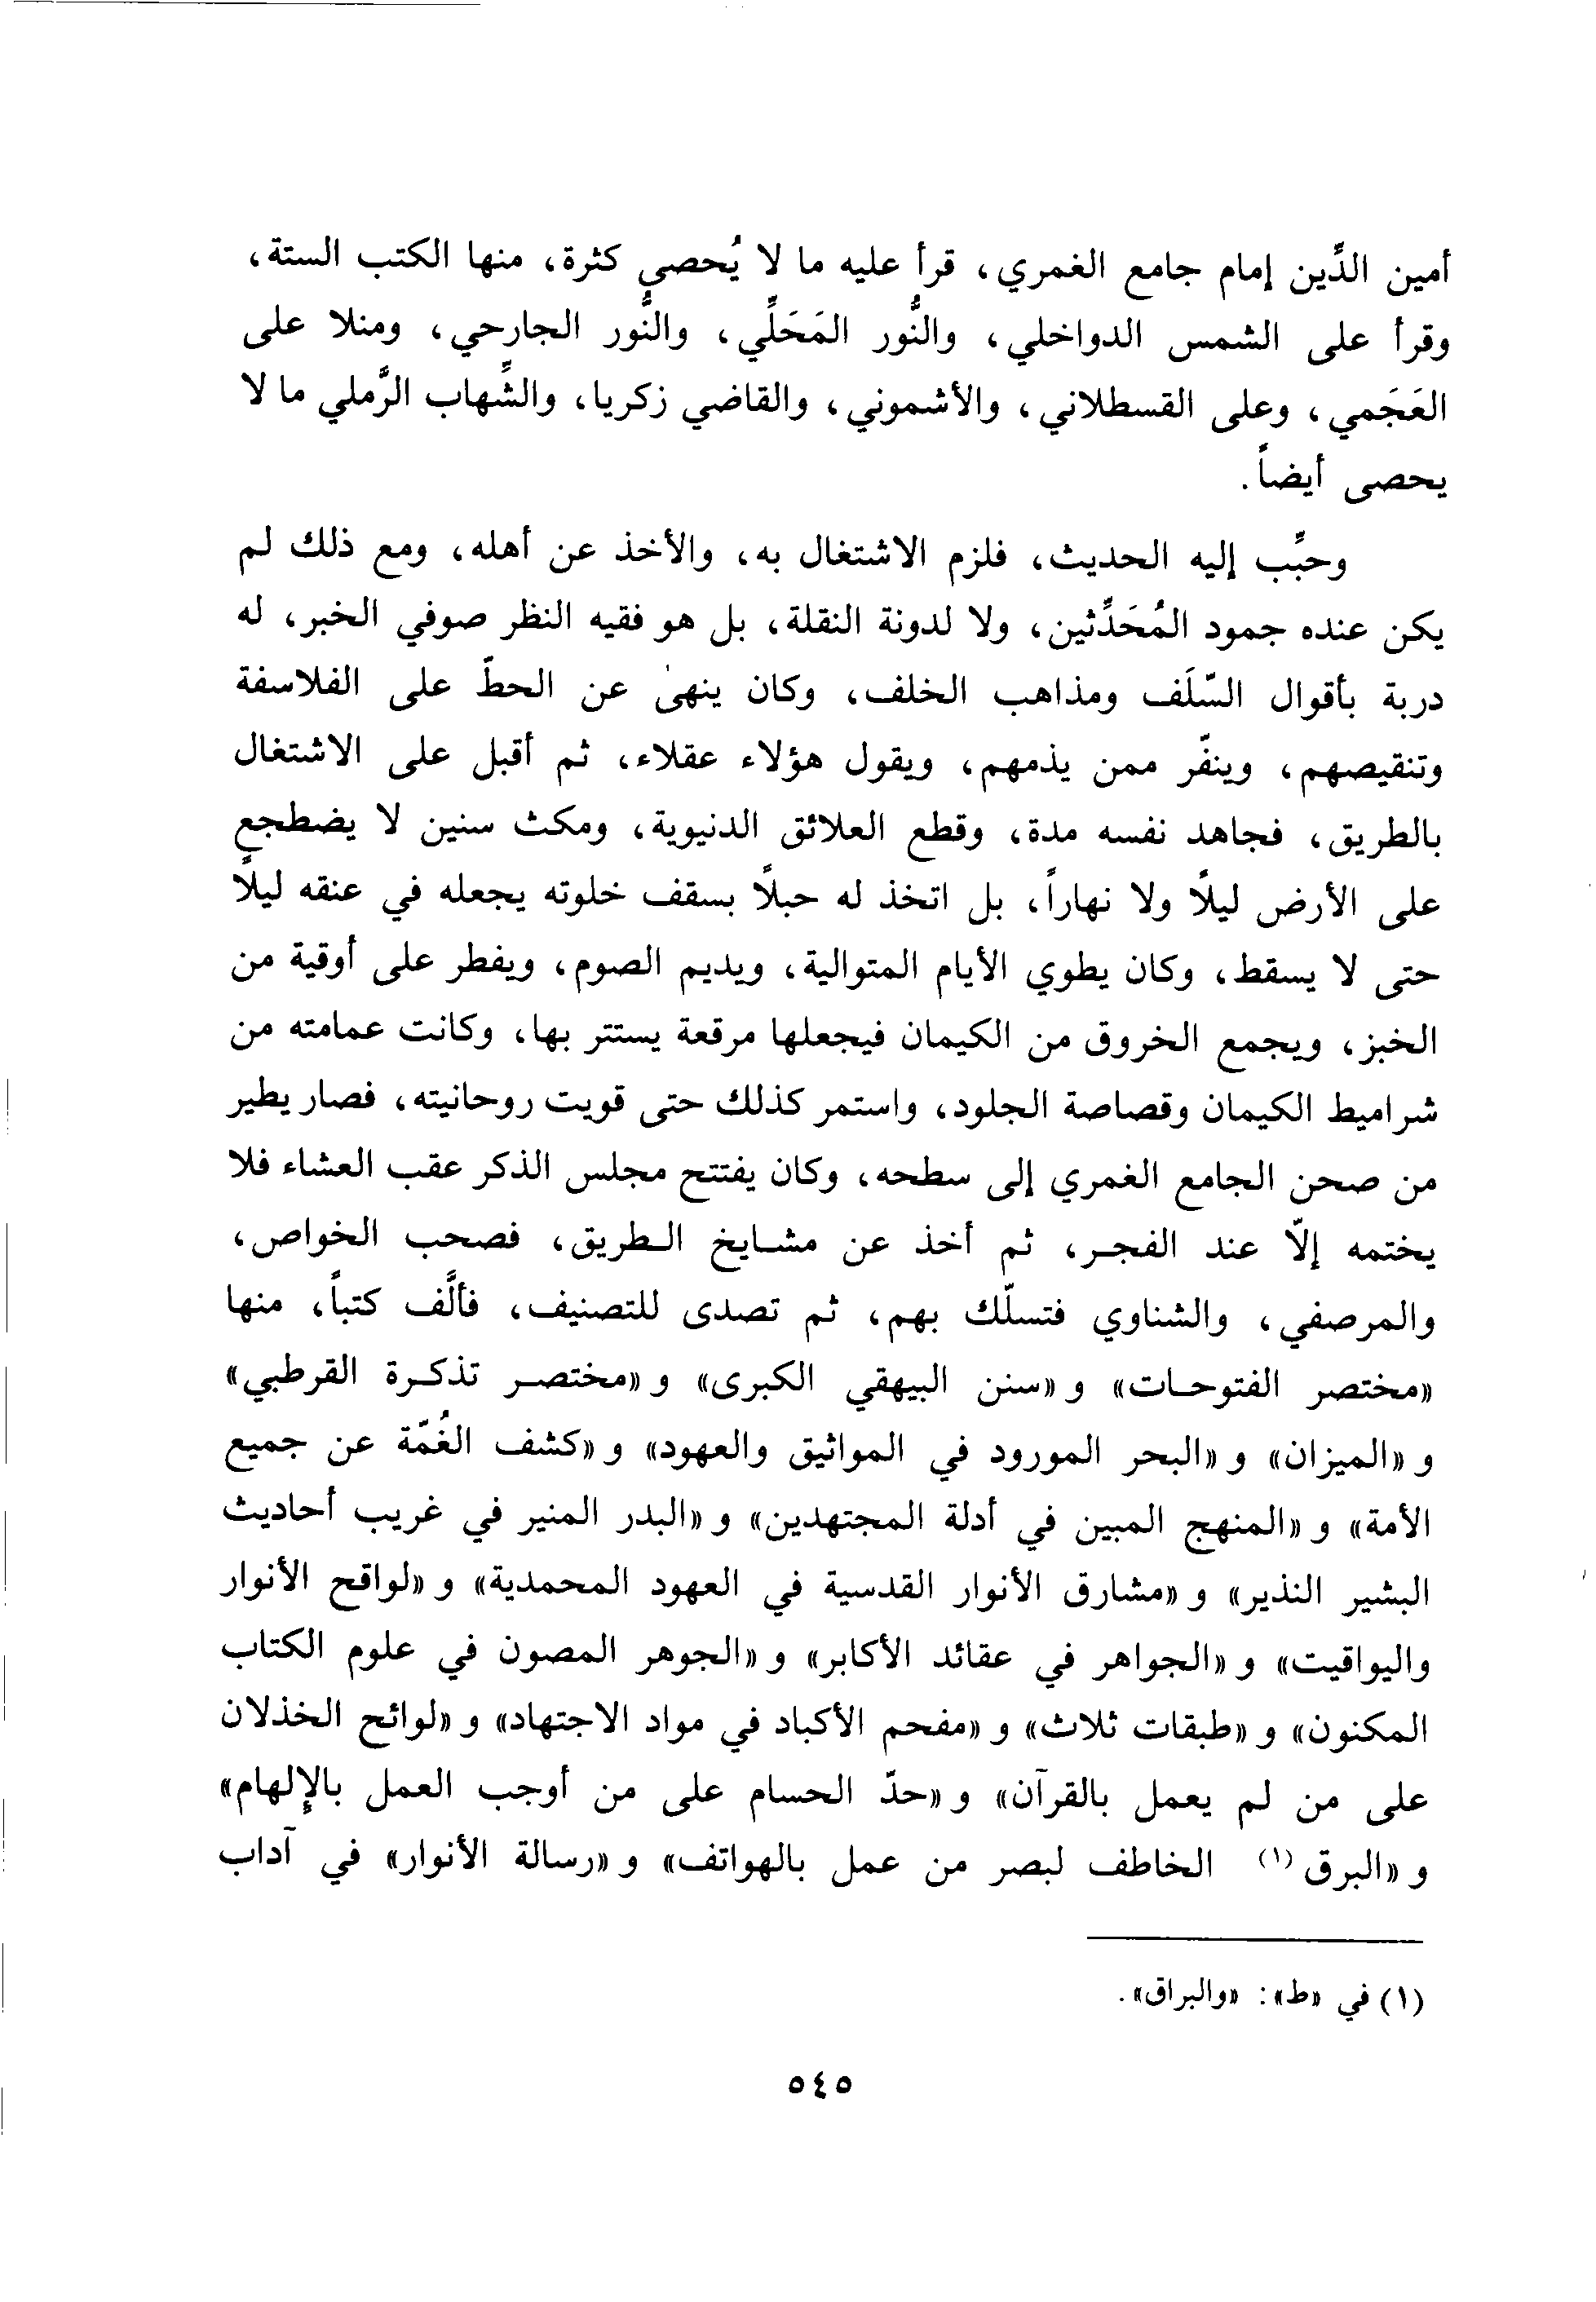 أمين الدِّين إمام جامع الغمري، قرأ عليه ما لا يُحصى كثرة، منها الكتب الستة،
وقرأ على الشمس الدواخلي، والنُّور المَحَلِّي، والنُّور الجارحي، ومنلا على
العَجَمي، وعلى القسطلاني، والأشموني، والقاضي زكريا، والشِّهاب الرَّملي ما لا
يحصى أيضاً.
وحبِّب إليه الحديث، فلزم الاشتغال به، والأخذ عن أهله، ومع ذلك لم
يكن عنده جمود المُحَدِّثين، ولا لدونة النقلة، بل هو فقيه النظر صوفي الخبر، له
دربة بأقوال السَّلَف ومذاهب الخلف، وكان ينهىٰ عن الحطّ على الفلاسفة
وتنقيصهم، وينفّر ممن يذمهم، ويقول هؤلاء عقلاء، ثم أقبل على الاشتغال
بالطريق، فجاهد نفسه مدة، وقطع العلائق الدنيوية، ومكث سنين لا يضطجع
على الأرض ليلًا ولا نهاراً، بل اتخذ له حبلًا بسقف خلوته يجعله في عنقه ليلًا
حتى لا يسقط، وكان يطوي الأيام المتوالية، ويديم الصوم، ويفطر على أوقية من
الخبز، ويجمع الخروق من الكيمان فيجعلها مرقعة يستتر بها، وكانت عمامته من
شراميط الكيمان وقصاصة الجلود، واستمر كذلك حتى قويت روحانيته، فصار يطير
من صحن الجامع الغمري إلى سطحه، وكان يفتتح مجلس الذكر عقب العشاء فلا
يختمه إلّا عند الفجر، ثم أخذ عن مشايخ الطريق، فصحب الخواص،
والمرصفي، والشناوي فتسلّك بهم، ثم تصدى للتصنيف، فألَّف كتباً، منها
«مختصر الفتوحات» و «سنن البيهقي الكبرى» و «مختصر تذكرة القرطبي»
و «الميزان» و «البحر المورود في المواثيق والعهود» و «كشف الغُمّة عن جميع
الأمة» و «المنهج المبين في أدلة المجتهدين» و «البدر المنير في غريب أحاديث
البشير النذير» و «مشارق الأنوار القدسية في العهود المحمدية» و «لواقح الأنوار
واليواقيت» و «الجواهر في عقائد الأكابر» و «الجوهر المصون في علوم الكتاب
المكنون» و «طبقات ثلاث» و «مفحم الأكباد في مواد الاجتهاد» و «لوائح الخذلان
على من لم يعمل بالقرآن» و «حدّ الحسام على من أوجب العمل بالإِلهام»
و «البرق (١) الخاطف لبصر من عمل بالهواتف» و «رسالة الأنوار» في آداب
(١) في «ط»: «والبراق».
٥٤٥